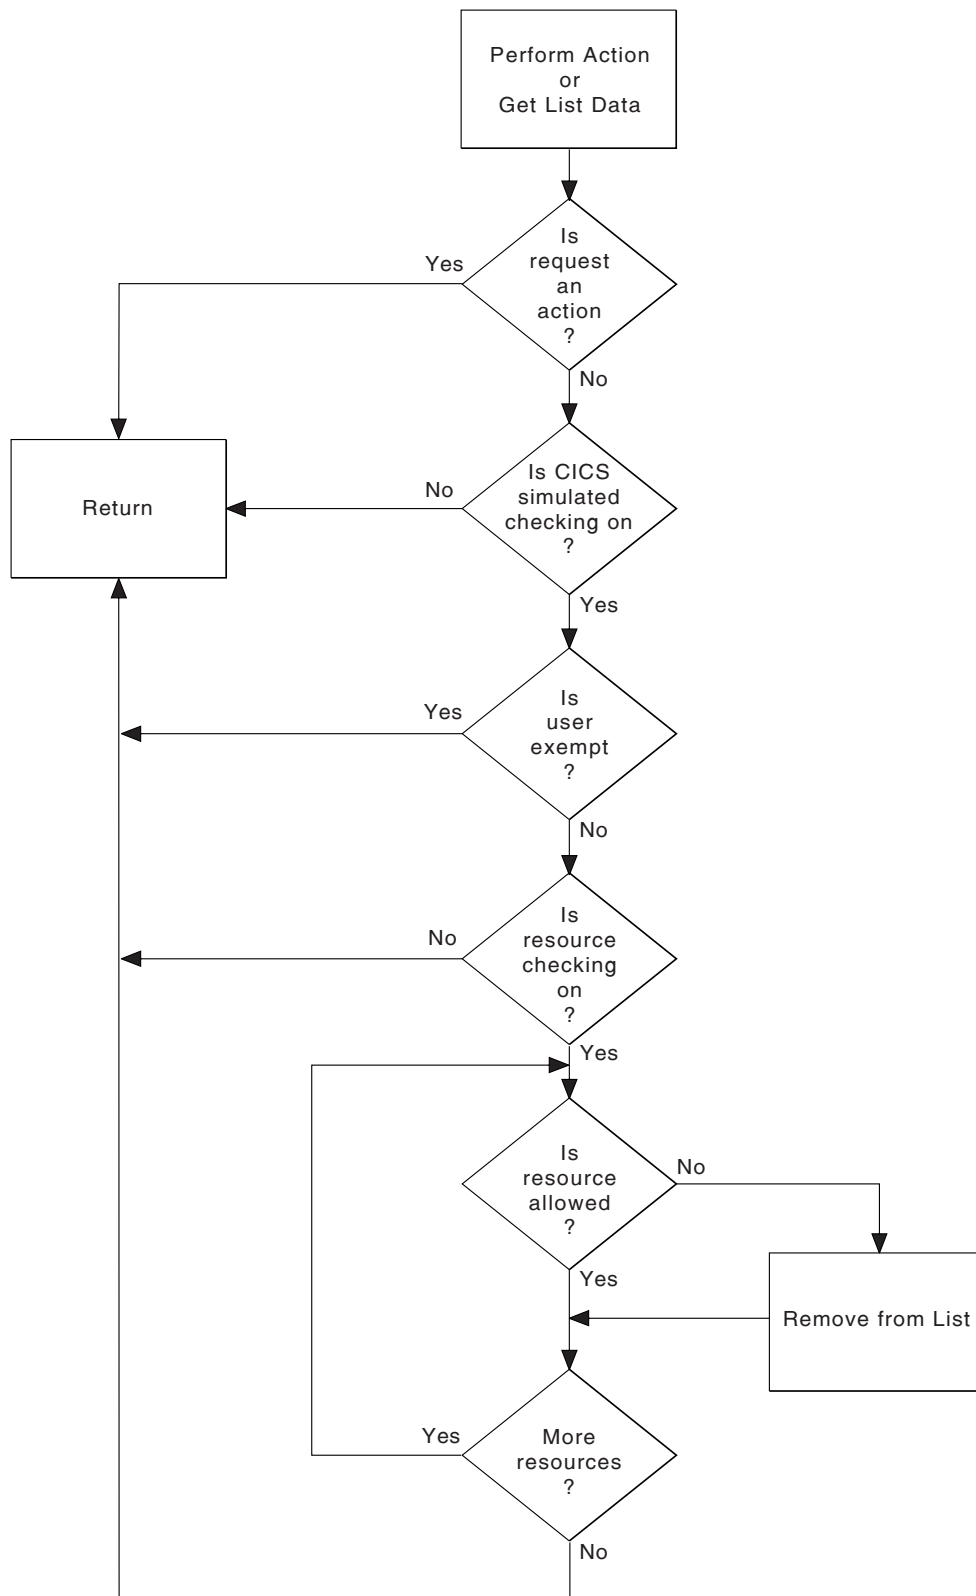 Perform Action
or
Get List Data
Is
request
an
action
?
Yes
No
Return
Is CICS
simulated
checking on
?
No
Yes
Is
user
exempt
?
Yes
No
Is
resource
checking
on
?
No
Yes
Is
resource
allowed
?
No
Yes
Remove from List
More
resources
?
Yes
No